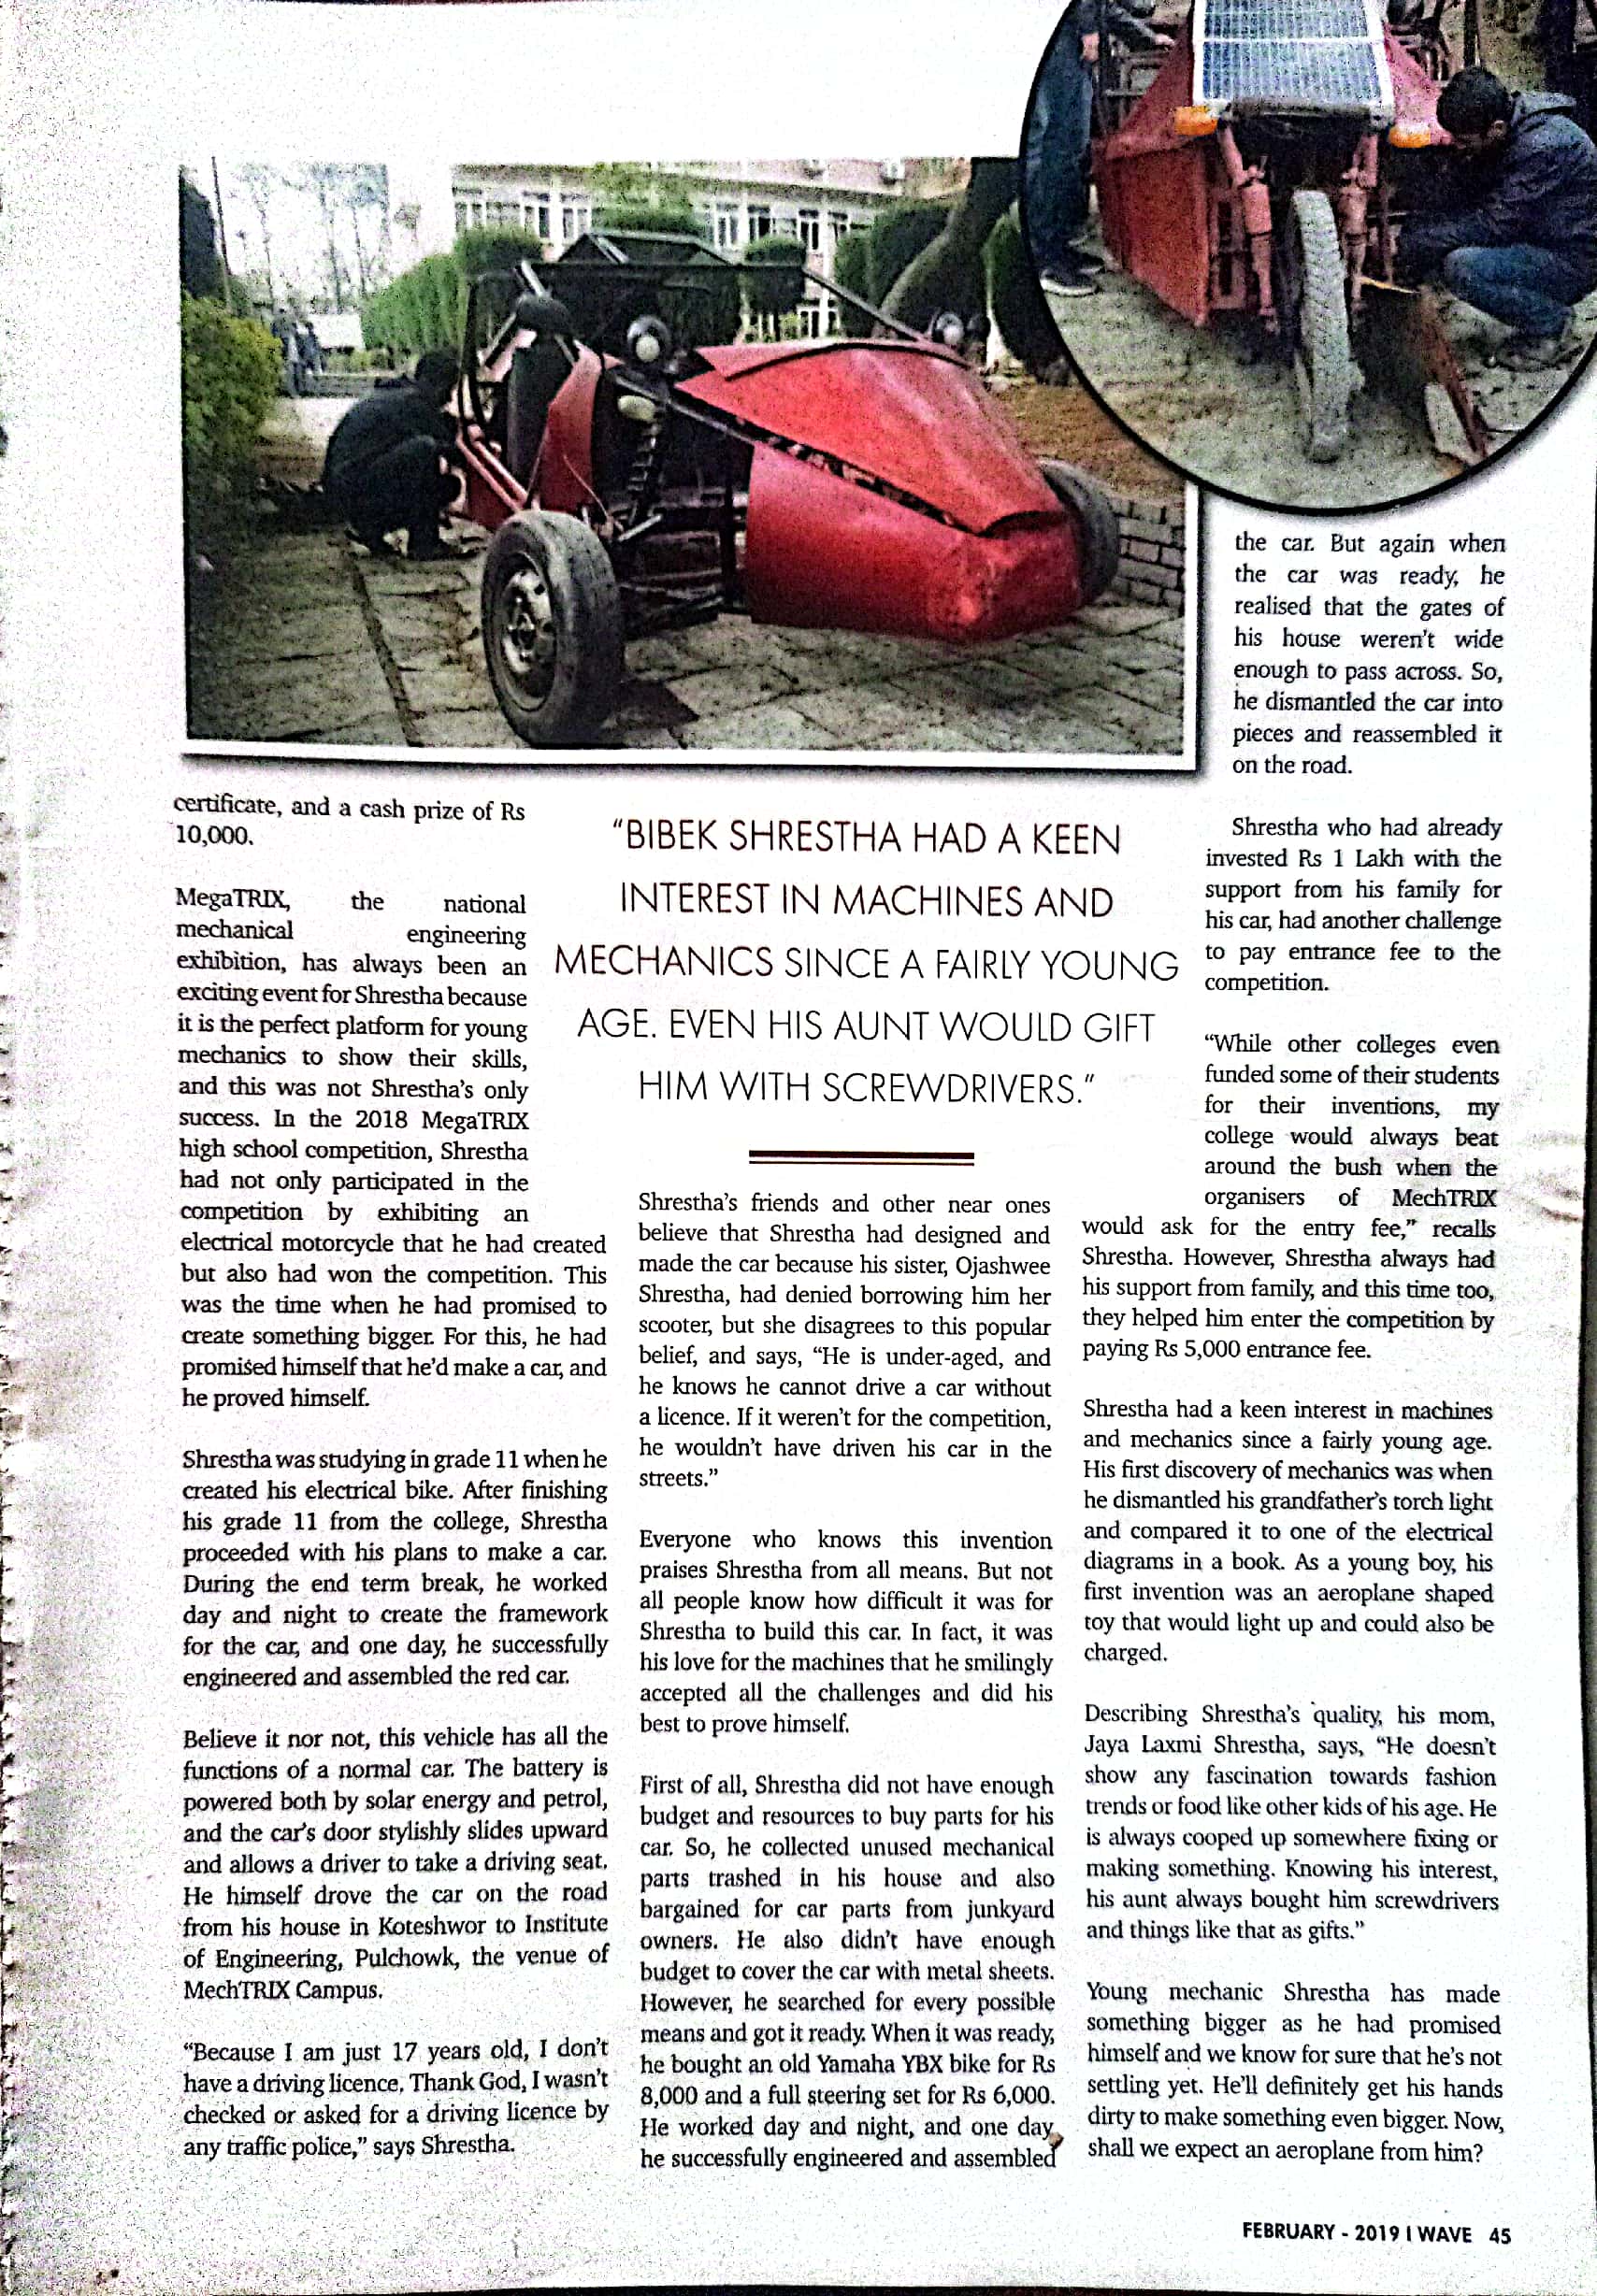 certificate, and a cash prize of Rs
10,000.
MegaTRIX, the national
mechanical engineering
exhibition, has always been an
exciting event for Shrestha because
it is the perfect platform for young
mechanics to show their skills,
and this was not Shrestha's only
success. In the 2018 MegaTRIX
high school competition, Shrestha
had not only participated in the
competition by exhibiting an
electrical motorcycle that he had created
but also had won the competition. This
was the time when he had promised to
create something bigger. For this, he had
promised himself that he'd make a car, and
he proved himself.
Shrestha was studying in grade 11 when he
created his electrical bike. After finishing
his grade 11 from the college, Shrestha
proceeded with his plans to make a car.
During the end term break, he worked
day and night to create the framework
for the car, and one day, he successfully
engineered and assembled the red car.
Believe it nor not, this vehicle has all the
functions of a normal car. The battery is
powered both by solar energy and petrol,
and the car's door stylishly slides upward
and allows a driver to take a driving seat.
He himself drove the car on the road
from his house in Koteshwor to Institute
of Engineering, Pulchowk, the venue of
MechTRIX Campus.
"Because I am just 17 years old, I don't
have a driving licence. Thank God, I wasn't
checked or asked for a driving licence by
any traffic police," says Shrestha.
"BIBEK SHRESTHA HAD A KEEN
INTEREST IN MACHINES AND
MECHANICS SINCE A FAIRLY YOUNG
AGE. EVEN HIS AUNT WOULD GIFT
HIM WITH SCREWDRIVERS."
Shrestha's friends and other near ones
believe that Shrestha had designed and
made the car because his sister, Ojashwee
Shrestha, had denied borrowing him her
scooter, but she disagrees to this popular
belief, and says, "He is under-aged, and
he knows he cannot drive a car without
a licence. If it weren't for the competition,
he wouldn't have driven his car in the
streets."
Everyone who knows this invention
praises Shrestha from all means. But not
all people know how difficult it was for
Shrestha to build this car. In fact, it was
his love for the machines that he smilingly
accepted all the challenges and did his
best to prove himself.
First of all, Shrestha did not have enough
budget and resources to buy parts for his
car. So, he collected unused mechanical
parts trashed in his house and also
bargained for car parts from junkyard
owners. He also didn't have enough
budget to cover the car with metal sheets.
However, he searched for every possible
means and got it ready. When it was ready,
he bought an old Yamaha YBX bike for Rs
8,000 and a full steering set for Rs 6,000.
He worked day and night, and one day,
he successfully engineered and assembled
the car. But again when
the car was ready, he
realised that the gates of
his house weren't wide
enough to pass across. So,
he dismantled the car into
pieces and reassembled it
on the road.
Shrestha who had already
invested Rs 1 Lakh with the
support from his family for
his car, had another challenge
to pay entrance fee to the
competition.
"While other colleges even
funded some of their students
for their inventions, my
college would always beat
around the bush when the
organisers of MechTRIX
would ask for the entry fee," recalls
Shrestha. However, Shrestha always had
his support from family, and this time too,
they helped him enter the competition by
paying Rs 5,000 entrance fee.
Shrestha had a keen interest in machines
and mechanics since a fairly young age.
His first discovery of mechanics was when
he dismantled his grandfather's torch light
and compared it to one of the electrical
diagrams in a book. As a young boy, his
first invention was an aeroplane shaped
toy that would light up and could also be
charged.
Describing Shrestha's quality, his mom,
Jaya Laxmi Shrestha, says, "He doesn't
show any fascination towards fashion
trends or food like other kids of his age. He
is always cooped up somewhere fixing or
making something. Knowing his interest,
his aunt always bought him screwdrivers
and things like that as gifts."
Young mechanic Shrestha has made
something bigger as he had promised
himself and we know for sure that he's not
settling yet. He'll definitely get his hands
dirty to make something even bigger. Now,
shall we expect an aeroplane from him?
FEBRUARY - 2019 I WAVE 45